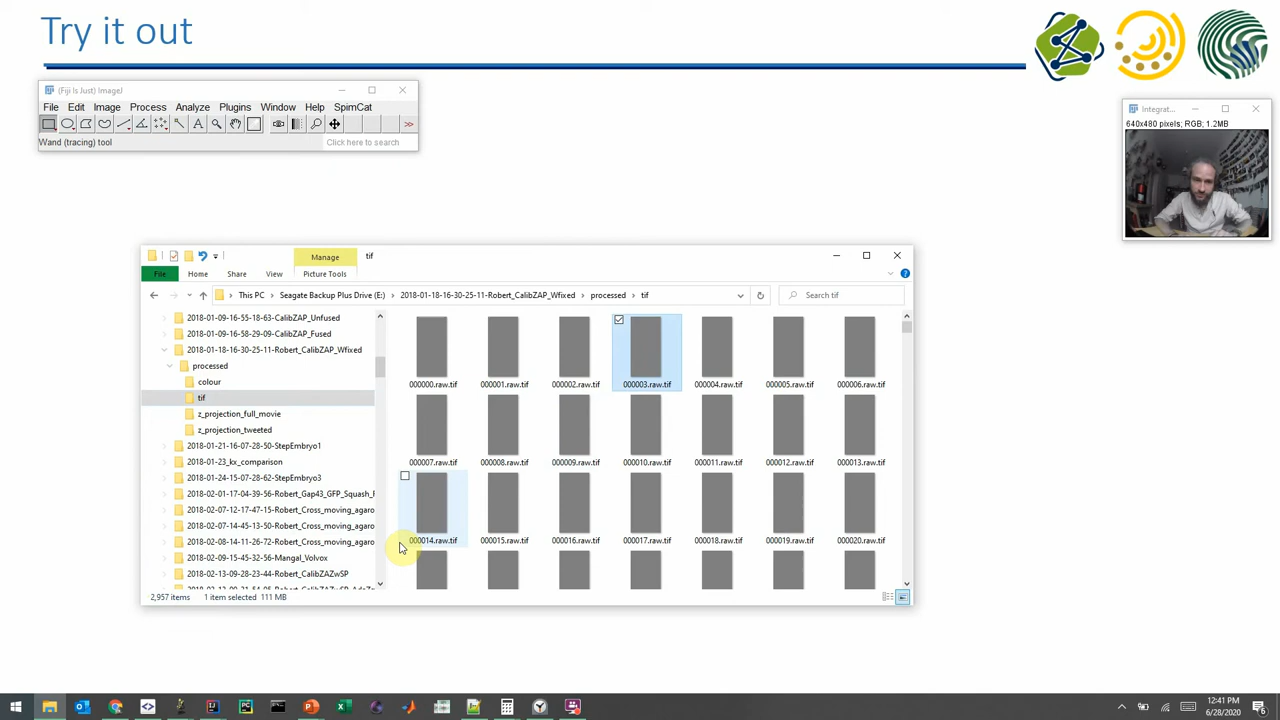 Try it out
(Fiji Is Just) ImageJ
File Edit Image Process Analyze Plugins Window Help SpimCat
Wand (tracing) tool
Click here to search
Integrat...
640x480 pixels; RGB; 1.2MB
Manage
tif
File Home Share View Picture Tools
This PC > Seagate Backup Plus Drive (E:) > 2018-01-18-16-30-25-11-Robert_CalibZAP_Wfixed > processed > tif
Search tif
2018-01-09-16-55-18-63-CalibZAP_Unfused
2018-01-09-16-58-29-09-CalibZAP_Fused
2018-01-18-16-30-25-11-Robert_CalibZAP_Wfixed
processed
colour
tif
z_projection_full_movie
z_projection_tweeted
2018-01-21-16-07-28-50-StepEmbryo1
2018-01-23_kx_comparison
2018-01-24-15-07-28-62-StepEmbryo3
2018-02-01-17-04-39-56-Robert_Gap43_GFP_Squash_F
2018-02-07-12-17-47-15-Robert_Cross_moving_agaro
2018-02-07-14-45-13-50-Robert_Cross_moving_agaro
2018-02-08-14-11-26-72-Robert_Cross_moving_agaro
2018-02-09-15-45-32-56-Mangal_Volvox
2018-02-13-09-28-23-44-Robert_CalibZAZwSP
000000.raw.tif 000001.raw.tif 000002.raw.tif 000003.raw.tif 000004.raw.tif 000005.raw.tif 000006.raw.tif
000007.raw.tif 000008.raw.tif 000009.raw.tif 000010.raw.tif 000011.raw.tif 000012.raw.tif 000013.raw.tif
000014.raw.tif 000015.raw.tif 000016.raw.tif 000017.raw.tif 000018.raw.tif 000019.raw.tif 000020.raw.tif
2,957 items 1 item selected 111 MB
12:41 PM
6/28/2020